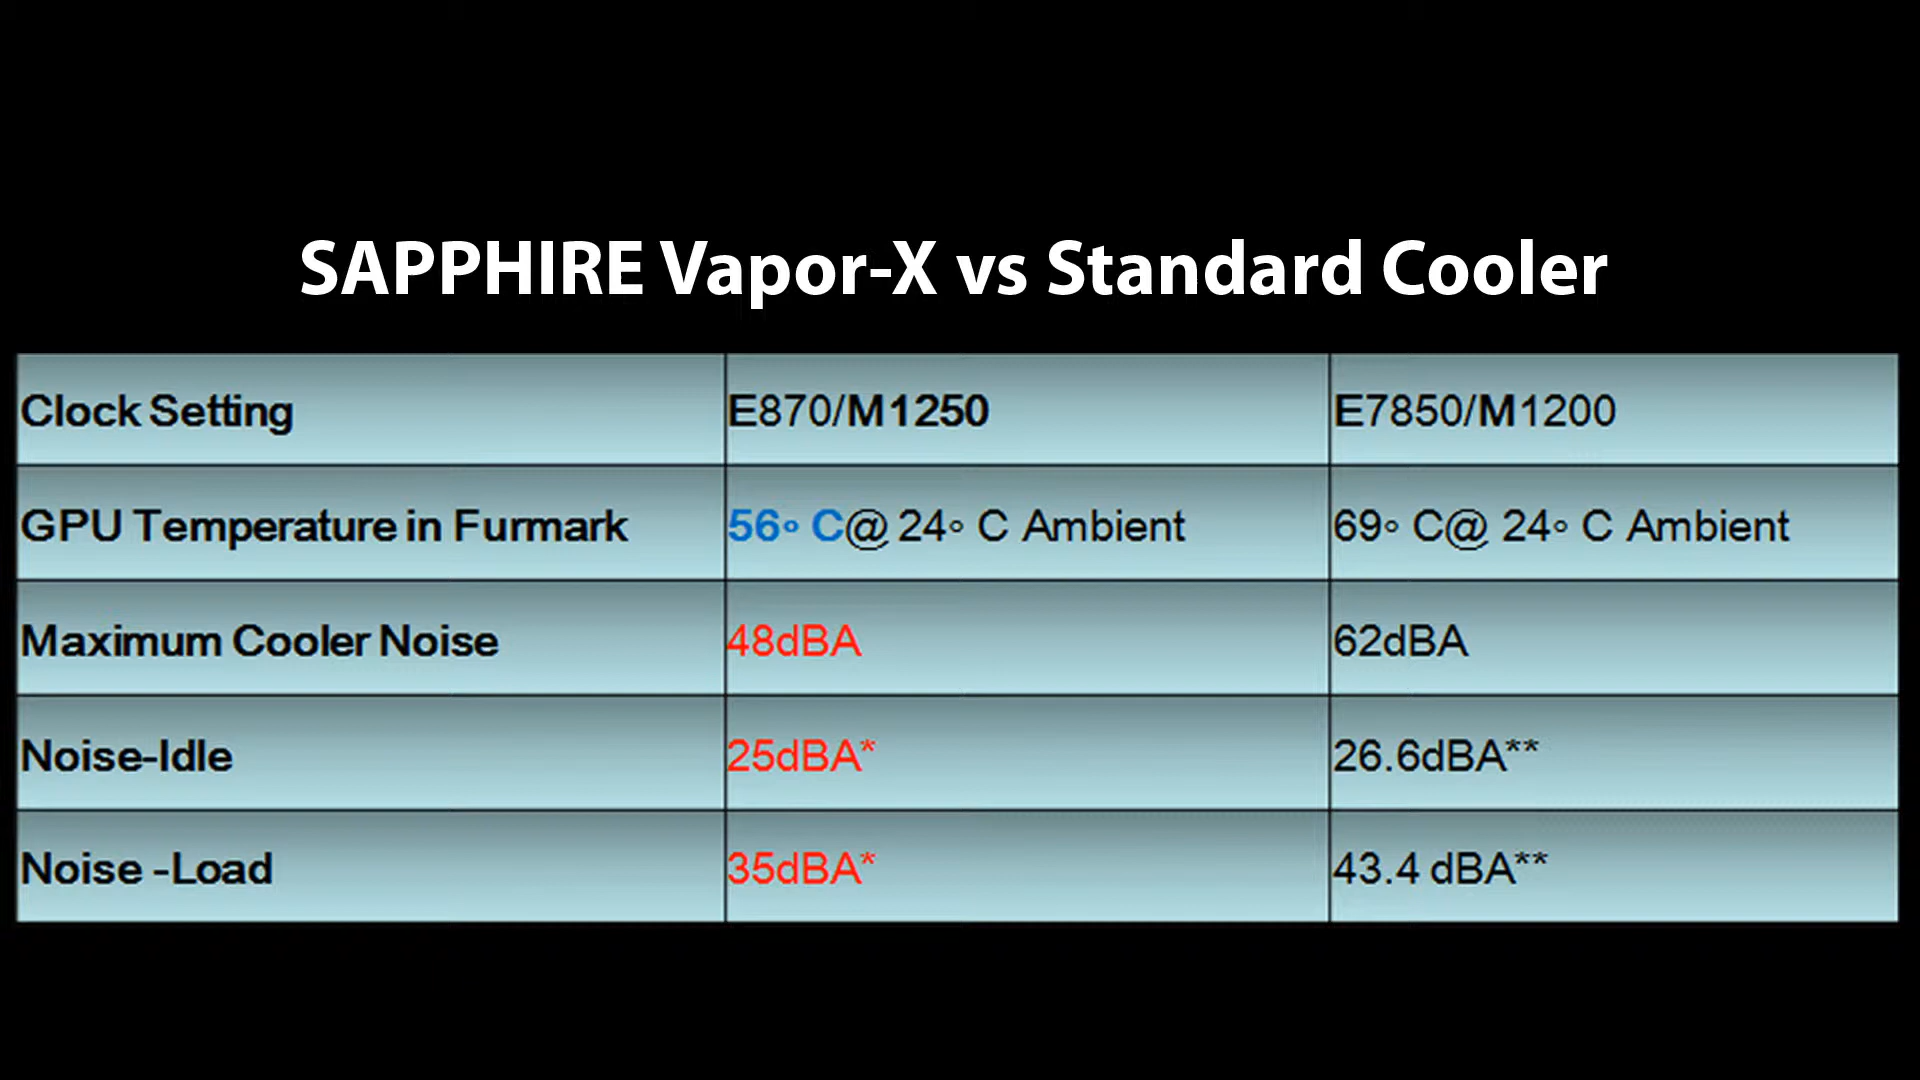 SAPPHIRE Vapor-X vs Standard Cooler
Clock Setting E870/M1250 E7850/M1200
GPU Temperature in Furmark 56◦ C@ 24◦ C Ambient 69◦ C@ 24◦ C Ambient
Maximum Cooler Noise 48dBA 62dBA
Noise-Idle 25dBA* 26.6dBA**
Noise -Load 35dBA* 43.4 dBA**